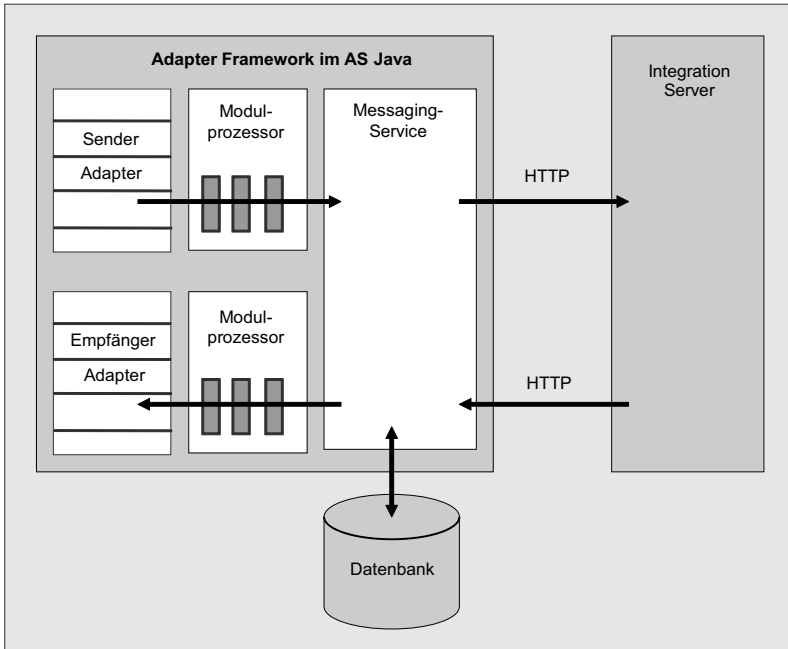 Adapter Framework im AS Java
Sender
Adapter
Modul-
prozessor
Messaging-
Service
HTTP
Integration
Server
Empfänger
Adapter
Modul-
prozessor
HTTP
Datenbank